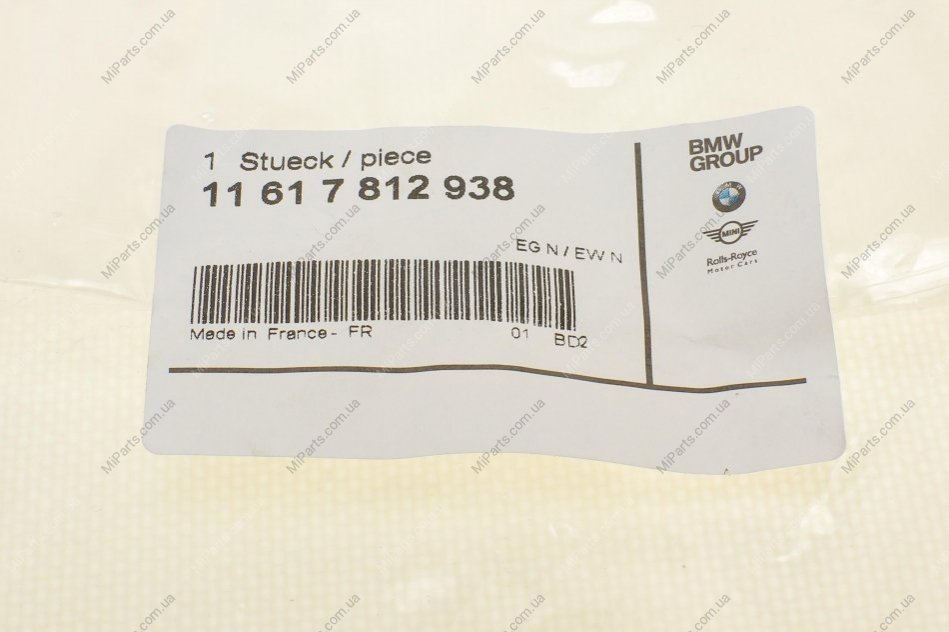 1 Stueck / piece
11 61 7 812 938
EG N / EW N
Made in France - FR 01 BD2
BMW
GROUP
MINI
Rolls-Royce
Motor Cars
MiParts.com.ua